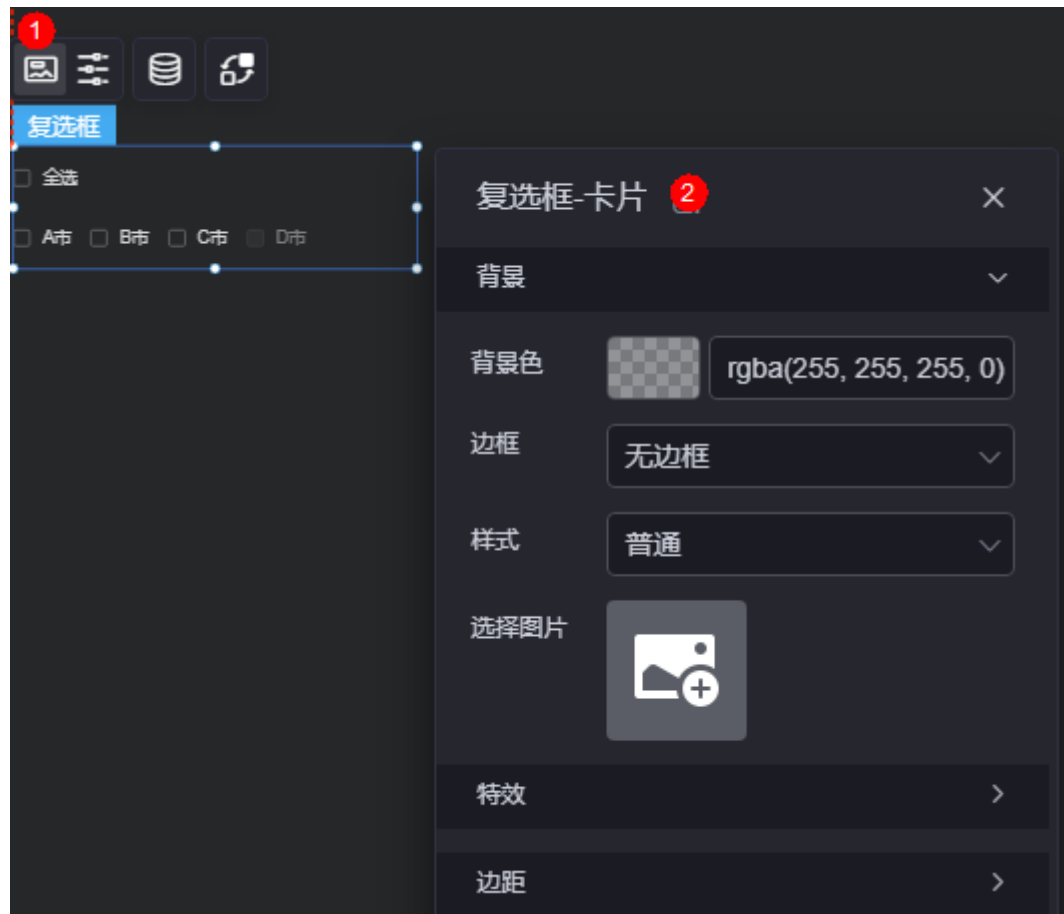 1
复选框
全选
A市 B市 C市 D市
复选框-卡片 2
背景
背景色 rgba(255, 255, 255, 0)
边框 无边框
样式 普通
选择图片
特效
边距